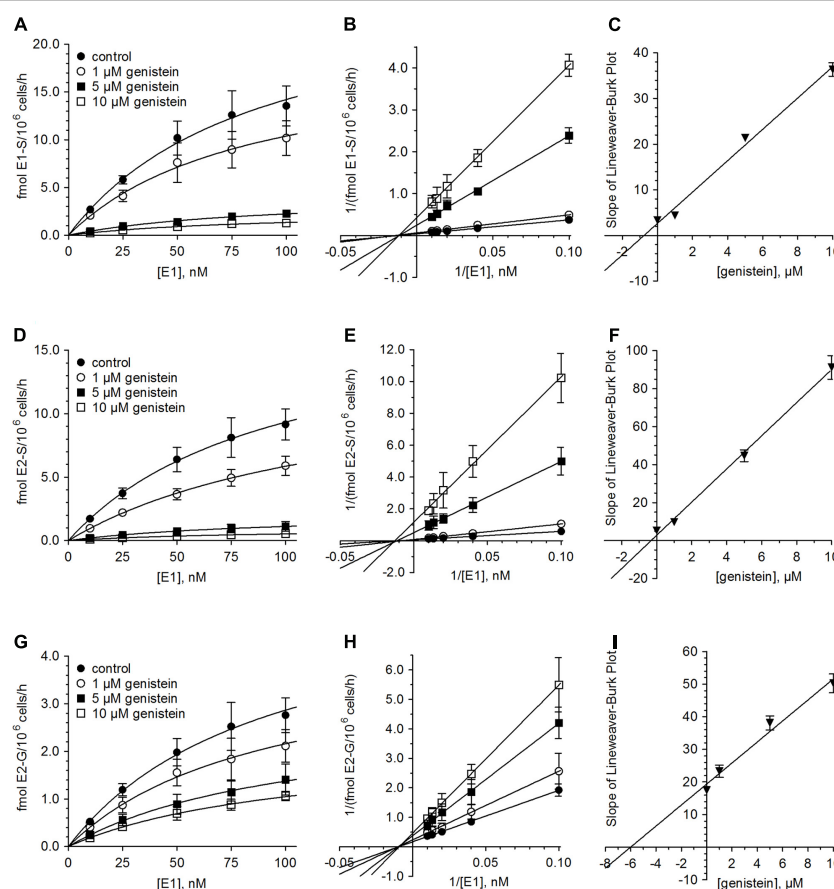 A
20.0
15.0
10.0
5.0
0.0
fmol E1-S/10⁶ cells/h
control
1 µM genistein
5 µM genistein
10 µM genistein
0 25 50 75 100
[E1], nM
B
4.0
3.0
2.0
1.0
-1.0
1/(fmol E1-S/10⁶ cells/h)
-0.05 0.05 0.10
1/[E1], nM
C
40
30
20
10
-10
Slope of Lineweaver-Burk Plot
-2 2 4 6 8 10
[genistein], µM
D
15.0
10.0
5.0
0.0
fmol E2-S/10⁶ cells/h
control
1 µM genistein
5 µM genistein
10 µM genistein
0 25 50 75 100
[E1], nM
E
12.0
10.0
8.0
6.0
4.0
2.0
-2.0
1/(fmol E2-S/10⁶ cells/h)
-0.05 0.05 0.10
1/[E1], nM
F
100
80
60
40
20
-20
Slope of Lineweaver-Burk Plot
-2 2 4 6 8 10
[genistein], µM
G
4.0
3.0
2.0
1.0
0.0
fmol E2-G/10⁶ cells/h
control
1 µM genistein
5 µM genistein
10 µM genistein
0 25 50 75 100
[E1], nM
H
5.0
6.0
4.0
3.0
2.0
1.0
-1.0
1/(fmol E2-G/10⁶ cells/h)
-0.05 0.05 0.10
1/[E1], nM
I
60
50
40
30
20
10
-10
Slope of Lineweaver-Burk Plot
-8 -6 -4 -2 2 4 6 8 10
[genistein], µM